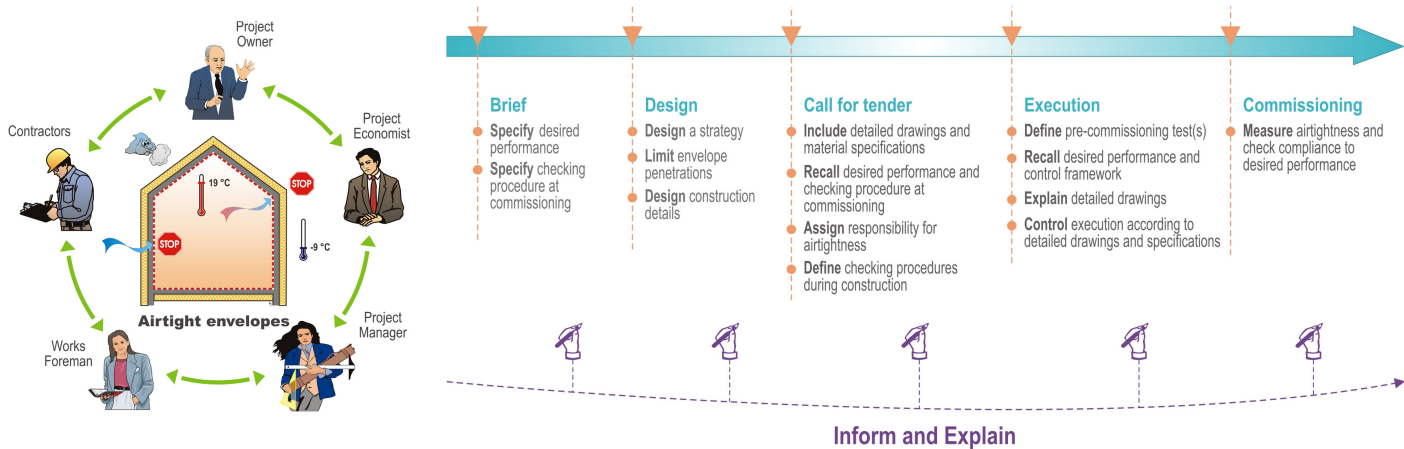 Project
Owner
Contractors
Project
Economist
19 °C
STOP
STOP
-9 °C
Airtight envelopes
Project
Manager
Works
Foreman
Brief
Specify desired
performance
Specify checking
procedure at
commissioning
Design
Design a strategy
Limit envelope
penetrations
Design construction
details
Call for tender
Include detailed drawings and
material specifications
Recall desired performance and
checking procedure at
commissioning
Assign responsibility for
airtightness
Define checking procedures
during construction
Execution
Define pre-commissioning test(s)
Recall desired performance and
control framework
Explain detailed drawings
Control execution according to
detailed drawings and specifications
Commissioning
Measure airtightness and
check compliance to
desired performance
Inform and Explain